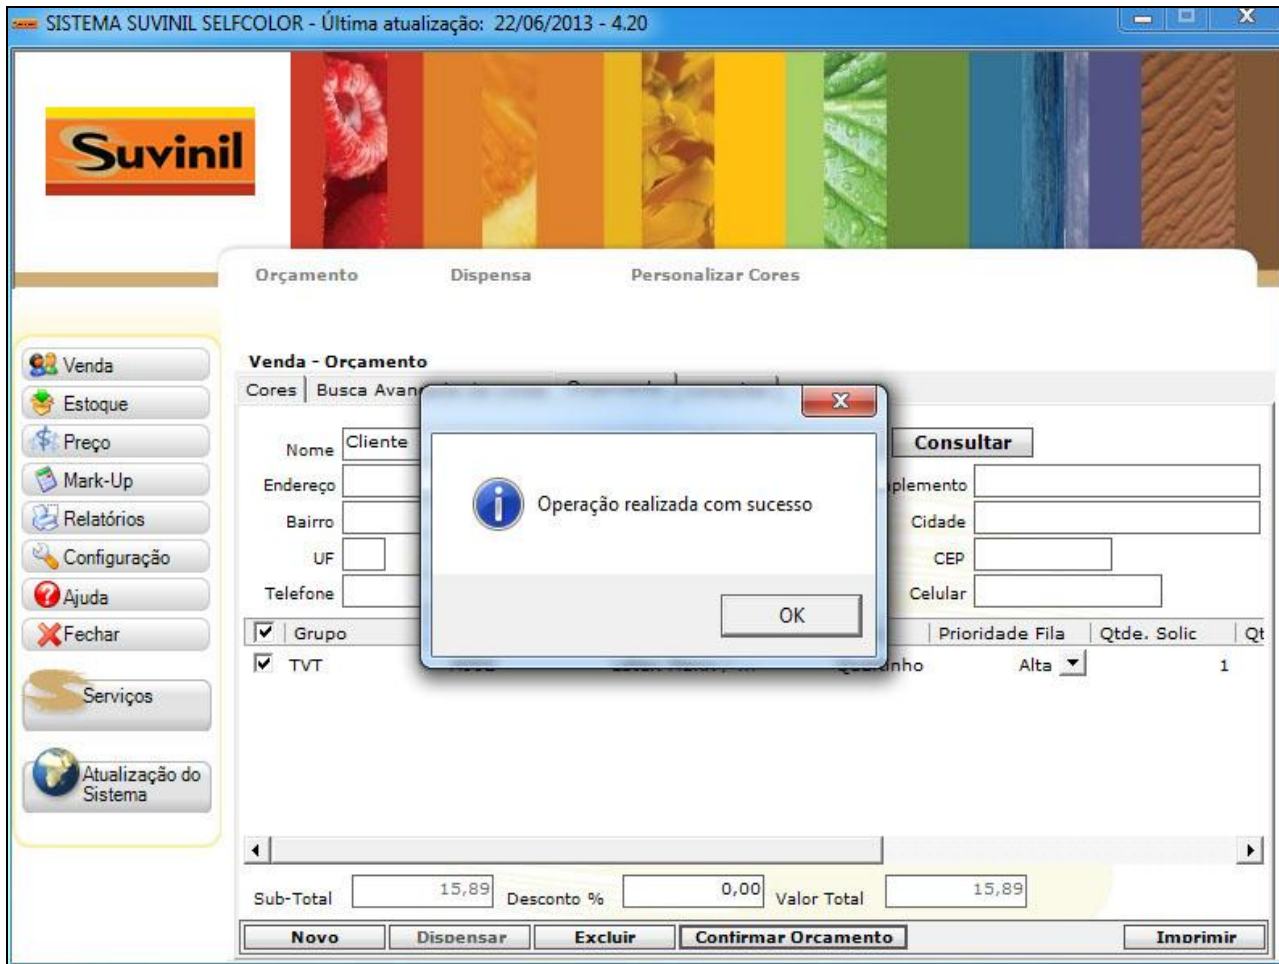 SISTEMA SUVINIL SELFCOLOR - Última atualização: 22/06/2013 - 4.20
Suvinil
Orçamento Dispensa Personalizar Cores
Venda
Estoque
Preço
Mark-Up
Relatórios
Configuração
Ajuda
Fechar
Serviços
Atualização do
Sistema
Venda - Orçamento
Cores Busca Avan
Nome Cliente Consultar
Endereço plemento
Bairro Cidade
UF CEP
Telefone Celular
Operação realizada com sucesso
OK
Grupo Prioridade Fila Qtde. Solic Qt
TVT Alta 1
Sub-Total 15,89 Desconto % 0,00 Valor Total 15,89
Novo Dispensar Excluir Confirmar Orçamento Imprimir